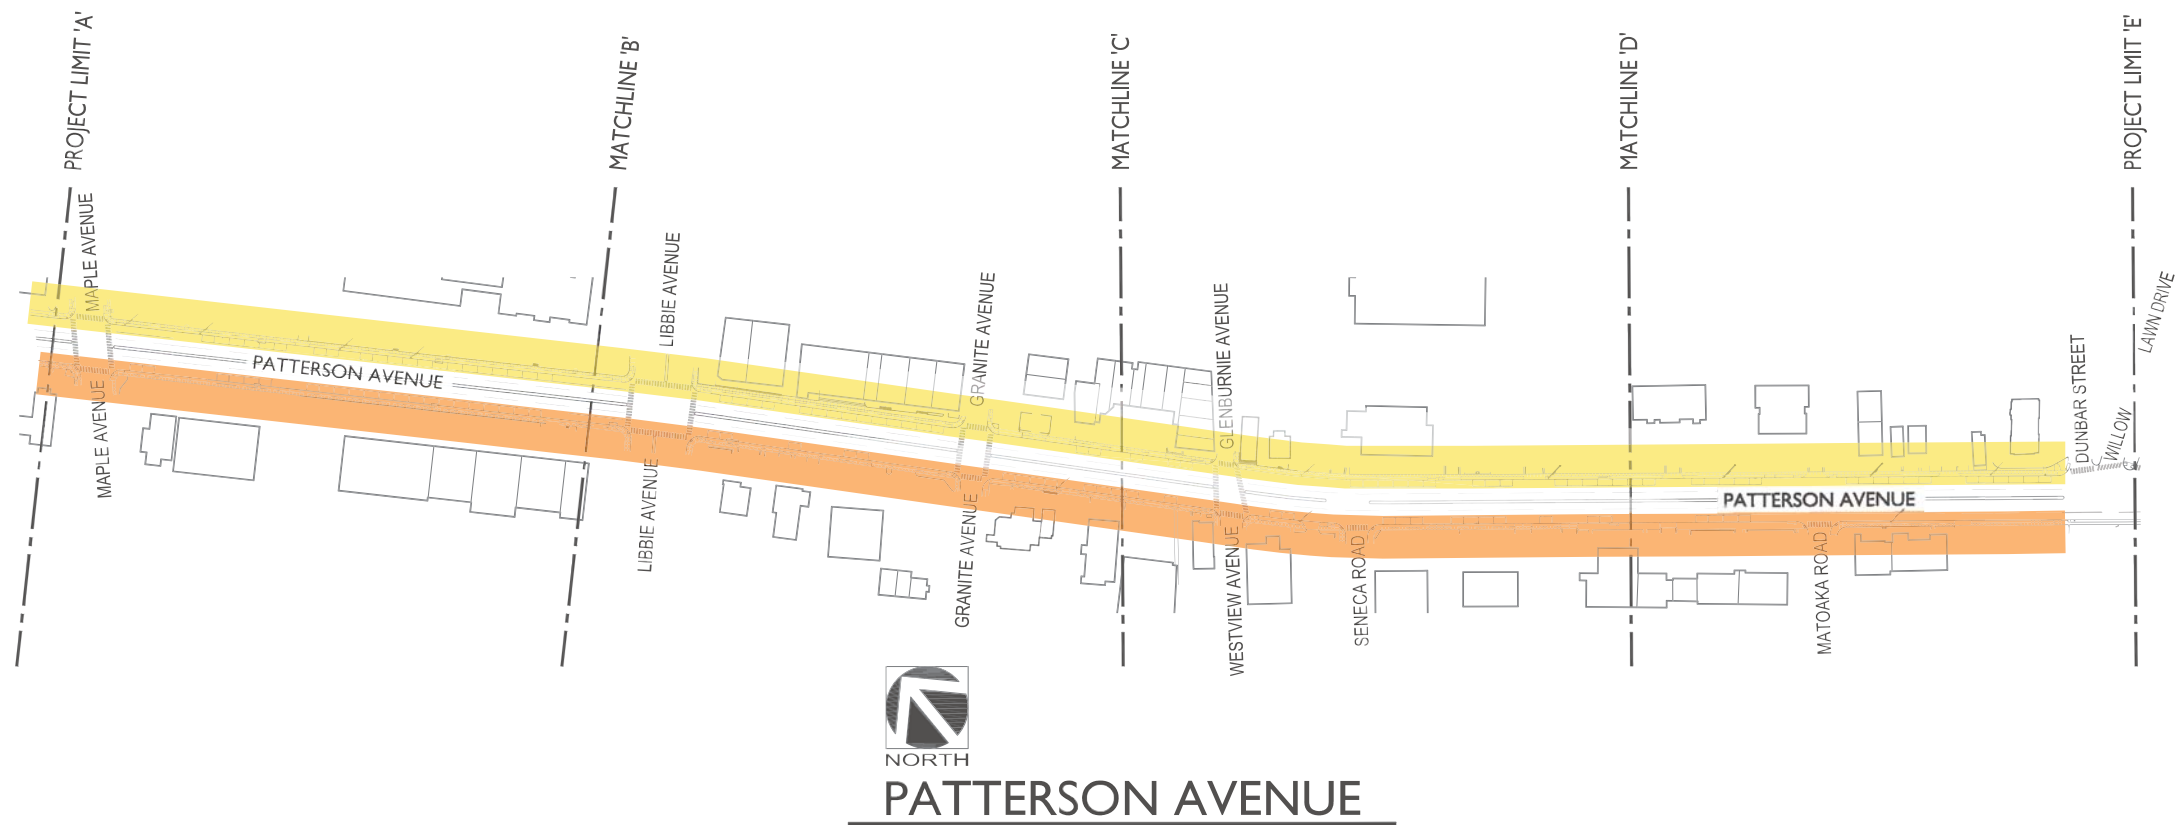 PROJECT LIMIT 'A'
MATCHLINE 'B'
MATCHLINE 'C'
MATCHLINE 'D'
PROJECT LIMIT 'E'
MAPLE AVENUE
LIBBIE AVENUE
GRANITE AVENUE
GLENBURNIE AVENUE
DUNBAR STREET
WILLOW
LAWN DRIVE
PATTERSON AVENUE
PATTERSON AVENUE
MAPLE AVENUE
LIBBIE AVENUE
GRANITE AVENUE
WESTVIEW AVENUE
SENECA ROAD
MATOAKA ROAD
NORTH
PATTERSON AVENUE